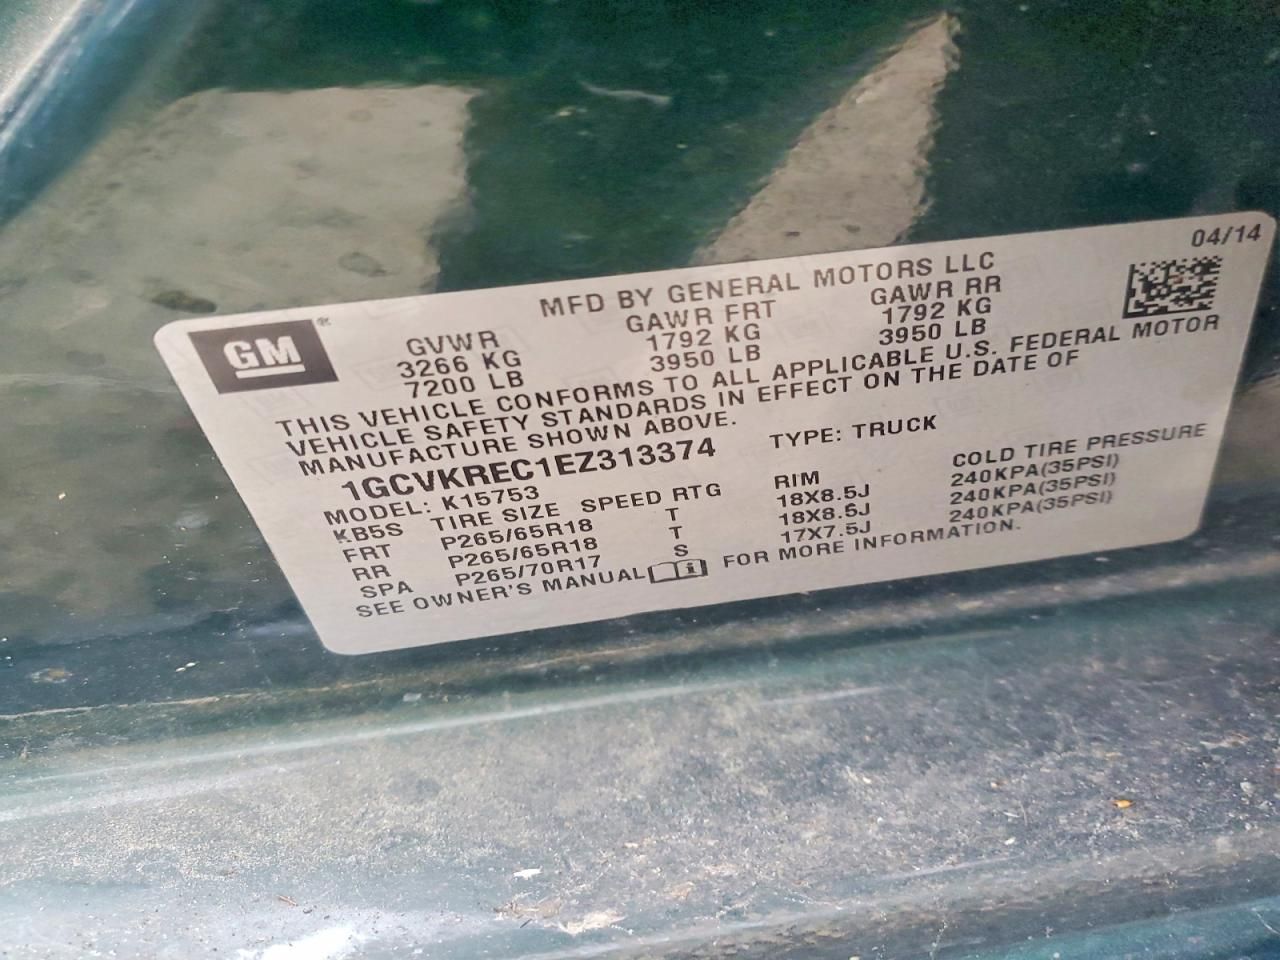 04/14
MFD BY GENERAL MOTORS LLC
GM®
GVWR GAWR FRT GAWR RR
3266 KG 1792 KG 1792 KG
7200 LB 3950 LB 3950 LB
THIS VEHICLE CONFORMS TO ALL APPLICABLE U.S. FEDERAL MOTOR
VEHICLE SAFETY STANDARDS IN EFFECT ON THE DATE OF
MANUFACTURE SHOWN ABOVE.
1GCVKREC1EZ313374 TYPE: TRUCK
MODEL: K15753
KB5S TIRE SIZE SPEED RTG RIM COLD TIRE PRESSURE
FRT P265/65R18 T 18X8.5J 240KPA(35PSI)
RR P265/65R18 T 18X8.5J 240KPA(35PSI)
SPA P265/70R17 S 17X7.5J 240KPA(35PSI)
SEE OWNER'S MANUAL i FOR MORE INFORMATION.